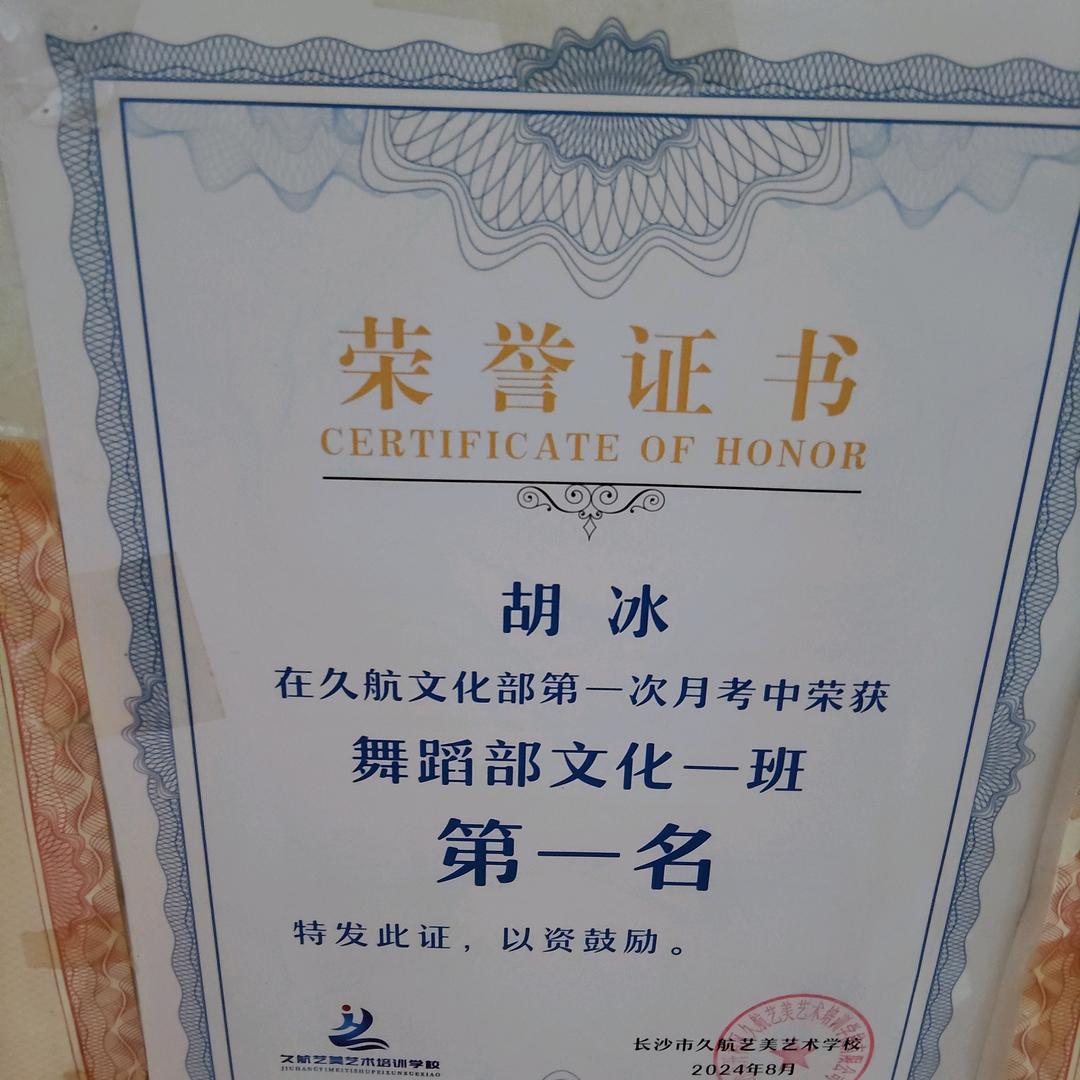 荣誉证书
CERTIFICATE OF HONOR
胡 冰
在久航文化部第一次月考中荣获
舞蹈部文化一班
第一名
特发此证，以资鼓励。
久航艺美艺术培训学校
长沙市久航艺美艺术学校
2024年8月